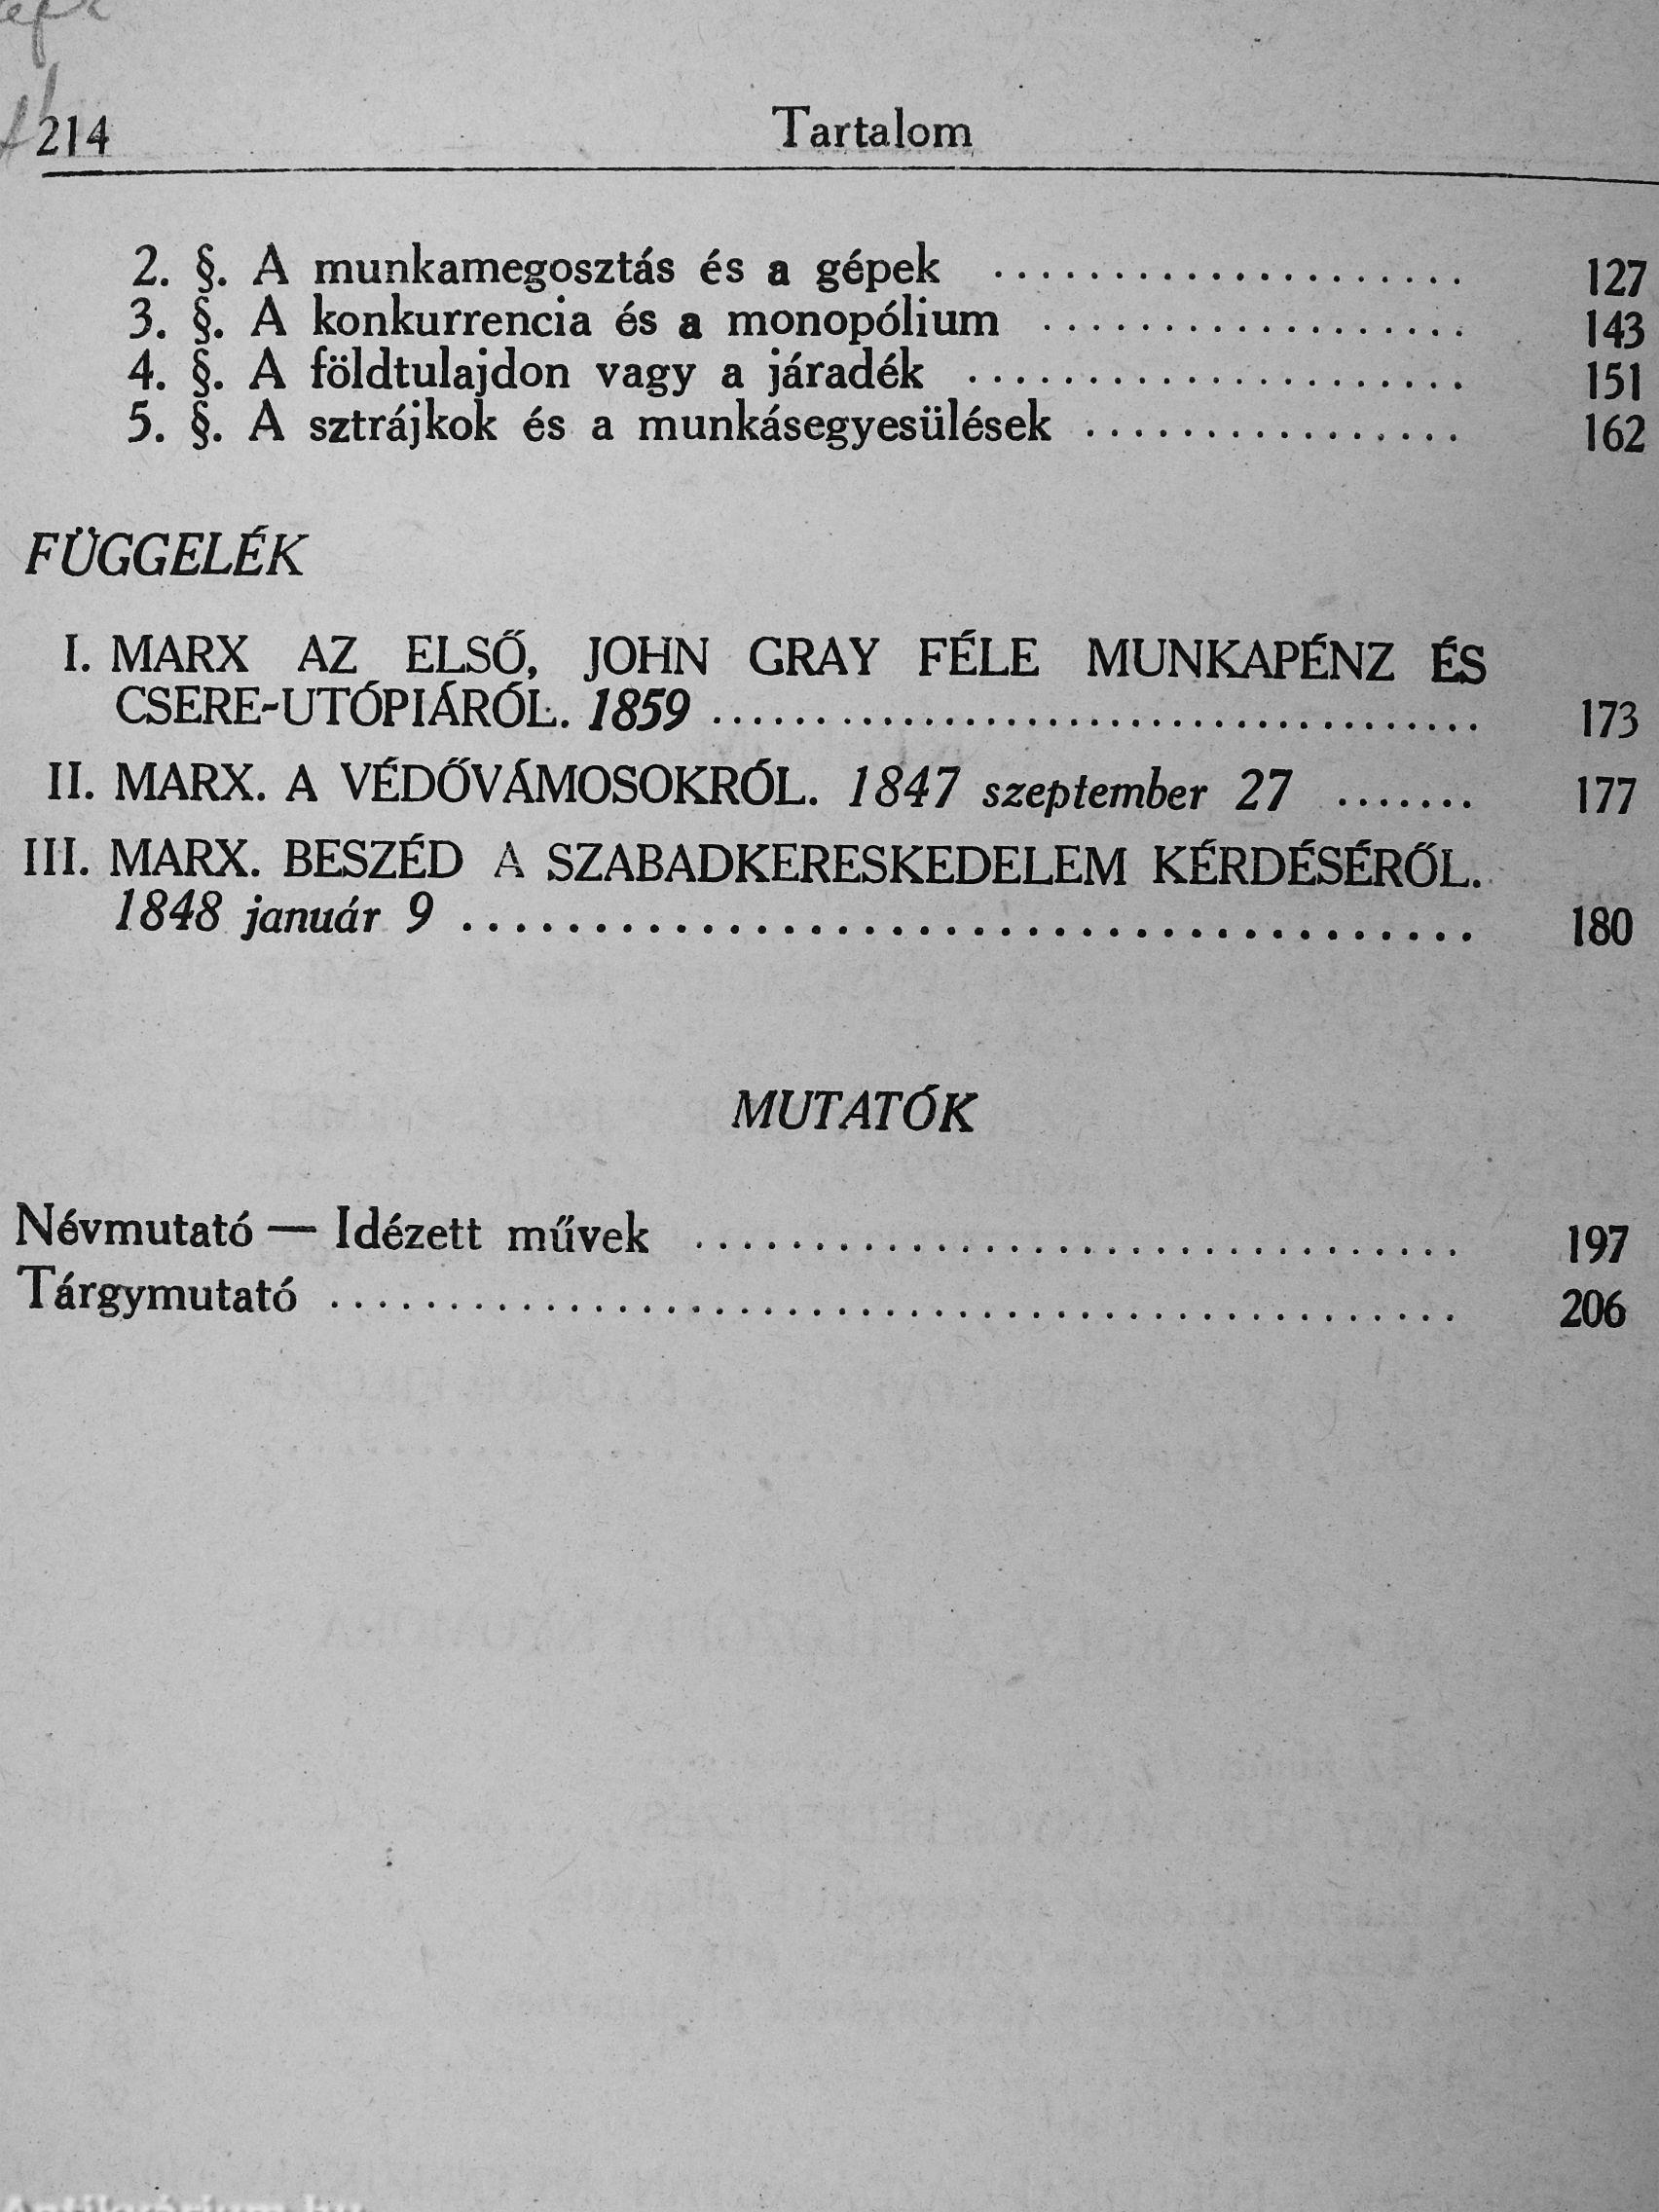 214
Tartalom
2. §. A munkamegosztás és a gépek .................... 127
3. §. A konkurrencia és a monopólium .................. 143
4. §. A földtulajdon vagy a járadék ..................... 151
5. §. A sztrájkok és a munkásegyesülések ................ 162
FÜGGELÉK
I. MARX AZ ELSŐ, JOHN GRAY FÉLE MUNKAPÉNZ ÉS
CSERE-UTÓPIÁRÓL. 1859 .................................. 173
II. MARX. A VÉDŐVÁMOSOKRÓL. 1847 szeptember 27 ....... 177
III. MARX. BESZÉD A SZABADKERESKEDELEM KÉRDÉSÉRŐL.
1848 január 9 ...................................... 180
MUTATÓK
Névmutató — Idézett művek ................................ 197
Tárgymutató ................................................ 206